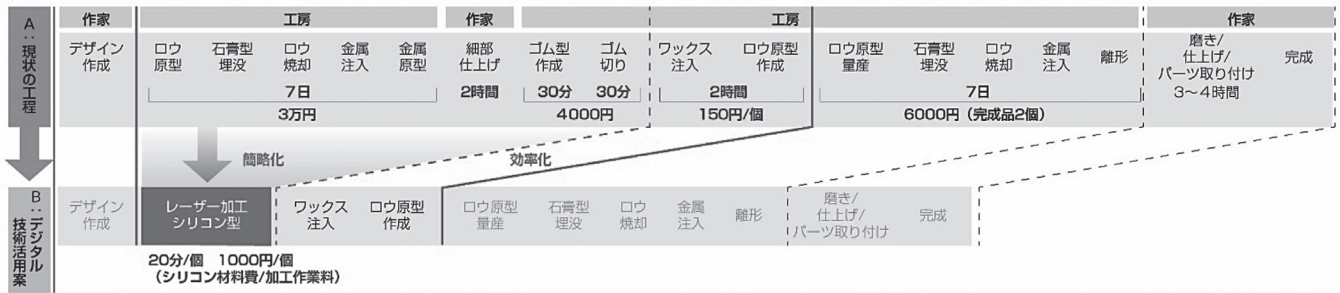 A：現状の工程
作家
工房
作家
工房
作家
デザイン
作成
ロウ
原型
石膏型
埋没
ロウ
焼却
金属
注入
金属
原型
細部
仕上げ
ゴム型
作成
ゴム
切り
ワックス
注入
ロウ原型
作成
ロウ原型
量産
石膏型
埋没
ロウ
焼却
金属
注入
離形
磨き/
仕上げ/
パーツ取り付け
3〜4時間
完成
7日
2時間
30分
30分
2時間
7日
3万円
4000円
150円/個
6000円（完成品2個）
簡略化
効率化
B：デジタル
技術活用案
デザイン
作成
レーザー加工
シリコン型
ワックス
注入
ロウ原型
作成
ロウ原型
量産
石膏型
埋没
ロウ
焼却
金属
注入
離形
磨き/
仕上げ/
パーツ取り付け
完成
20分/個 1000円/個
（シリコン材料費/加工作業料）